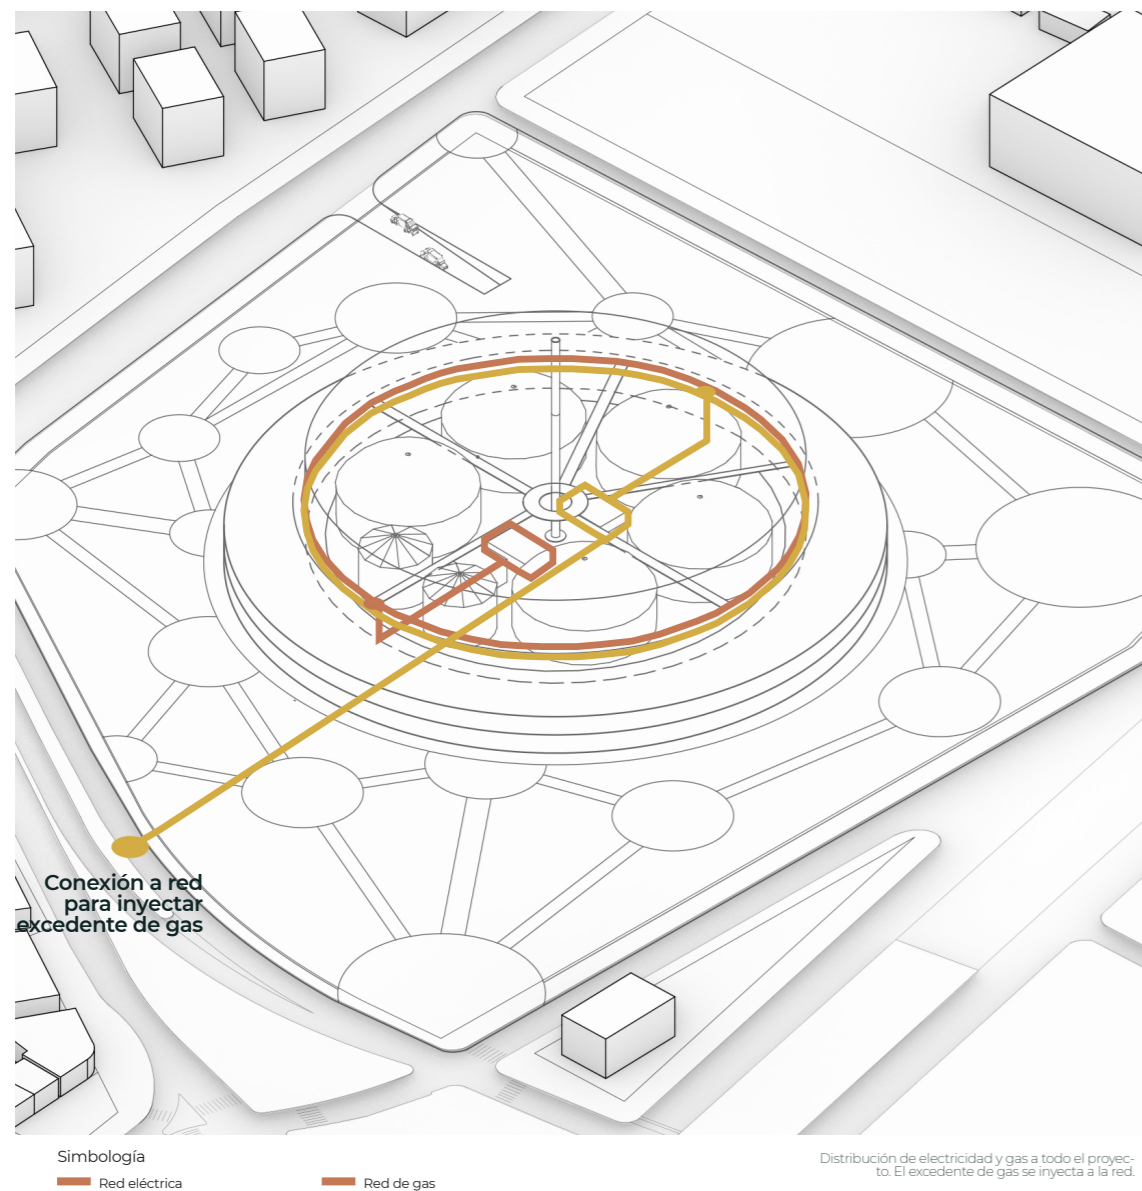 Conexión a red
para inyectar
excedente de gas
Simbología
Red eléctrica
Red de gas
Distribución de electricidad y gas a todo el proyec-
to. El excedente de gas se inyecta a la red.